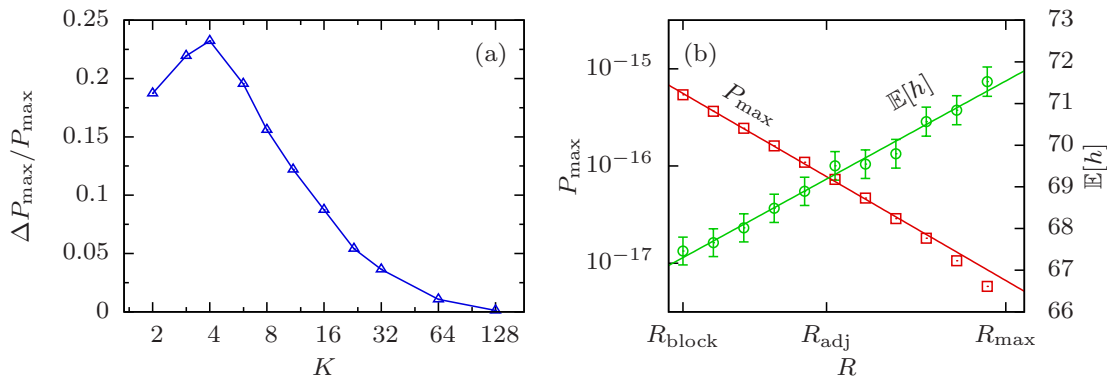 (a)
ΔP_max/P_max
0.25
0.2
0.15
0.1
0.05
0
2 4 8 16 32 64 128
K
(b)
P_max
10^−15
10^−16
10^−17
P_max
𝔼[h]
73
72
71
70
69
68
67
66
𝔼[h]
R_block R_adj R_max
R